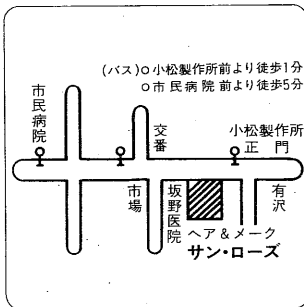 (バス)○小松製作所前より徒歩1分
○市民病院前より徒歩5分
市民病院
交番
小松製作所
正門
市場
坂野医院
有沢
ヘア&メーク
サン・ローズ